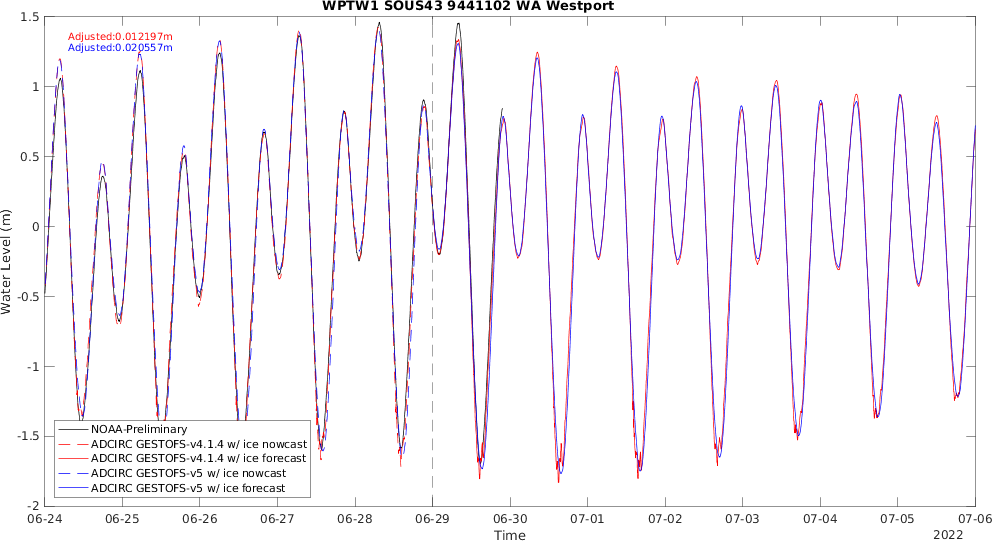 WPTW1 SOUS43 9441102 WA Westport
Adjusted:0.012197m
Adjusted:0.020557m
Water Level (m)
1.5
1
0.5
0
-0.5
-1
-1.5
-2
NOAA-Preliminary
ADCIRC GESTOFS-v4.1.4 w/ ice nowcast
ADCIRC GESTOFS-v4.1.4 w/ ice forecast
ADCIRC GESTOFS-v5 w/ ice nowcast
ADCIRC GESTOFS-v5 w/ ice forecast
06-24 06-25 06-26 06-27 06-28 06-29 06-30 07-01 07-02 07-03 07-04 07-05 07-06
Time
2022